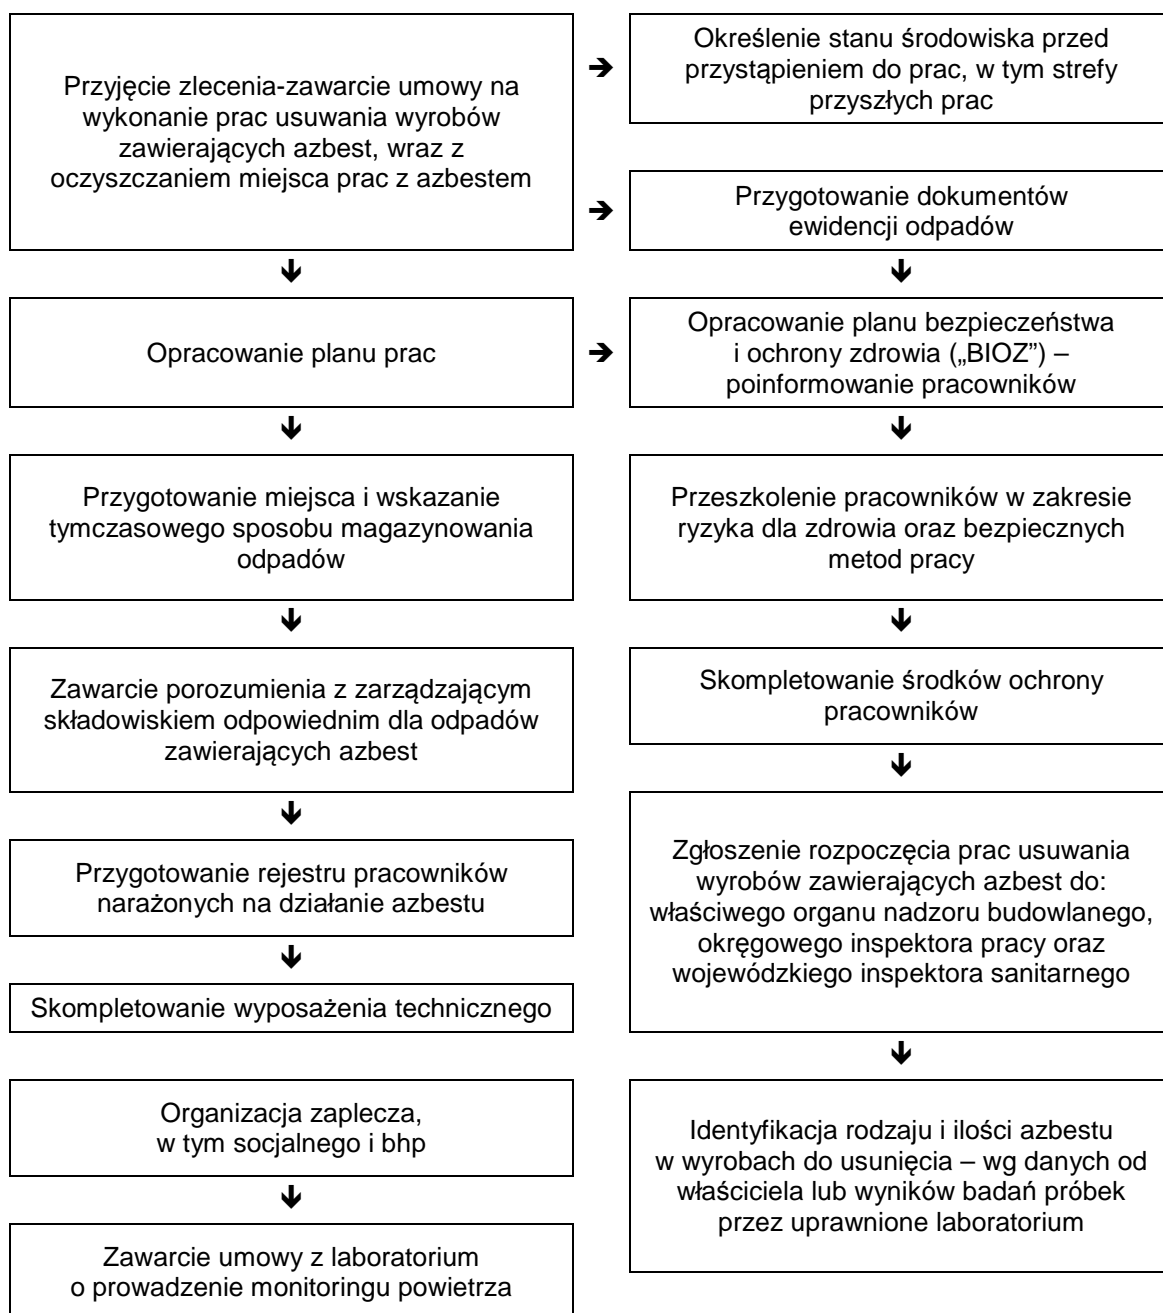 Przyjęcie zlecenia-zawarcie umowy na
wykonanie prac usuwania wyrobów
zawierających azbest, wraz z
oczyszczaniem miejsca prac z azbestem
Określenie stanu środowiska przed
przystąpieniem do prac, w tym strefy
przyszłych prac
Przygotowanie dokumentów
ewidencji odpadów
Opracowanie planu prac
Opracowanie planu bezpieczeństwa
i ochrony zdrowia („BIOZ”) –
poinformowanie pracowników
Przygotowanie miejsca i wskazanie
tymczasowego sposobu magazynowania
odpadów
Przeszkolenie pracowników w zakresie
ryzyka dla zdrowia oraz bezpiecznych
metod pracy
Zawarcie porozumienia z zarządzającym
składowiskiem odpowiednim dla odpadów
zawierających azbest
Skompletowanie środków ochrony
pracowników
Przygotowanie rejestru pracowników
narażonych na działanie azbestu
Zgłoszenie rozpoczęcia prac usuwania
wyrobów zawierających azbest do:
właściwego organu nadzoru budowlanego,
okręgowego inspektora pracy oraz
wojewódzkiego inspektora sanitarnego
Skompletowanie wyposażenia technicznego
Organizacja zaplecza,
w tym socjalnego i bhp
Identyfikacja rodzaju i ilości azbestu
w wyrobach do usunięcia – wg danych od
właściciela lub wyników badań próbek
przez uprawnione laboratorium
Zawarcie umowy z laboratorium
o prowadzenie monitoringu powietrza